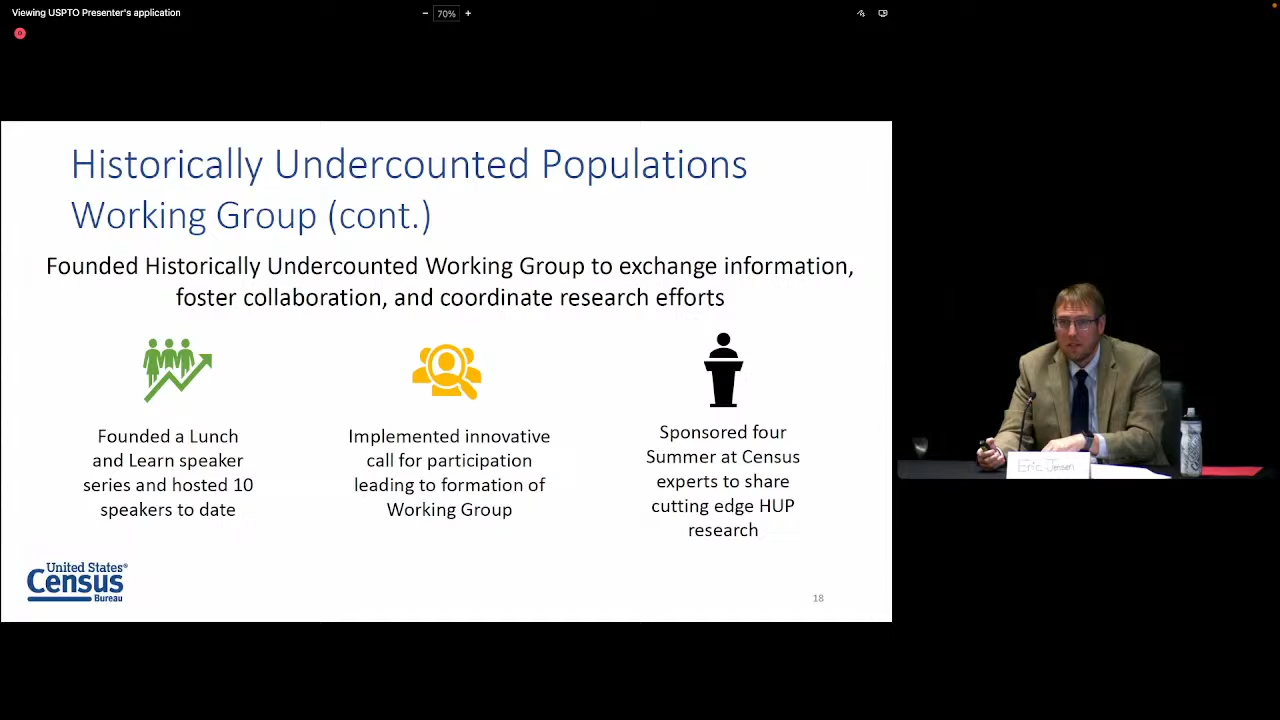 Viewing USPTO Presenter's application
− 70% +
Historically Undercounted Populations
Working Group (cont.)
Founded Historically Undercounted Working Group to exchange information,
foster collaboration, and coordinate research efforts
Founded a Lunch
and Learn speaker
series and hosted 10
speakers to date
Implemented innovative
call for participation
leading to formation of
Working Group
Sponsored four
Summer at Census
experts to share
cutting edge HUP
research
United States®
Census
Bureau
18
Eric Jensen